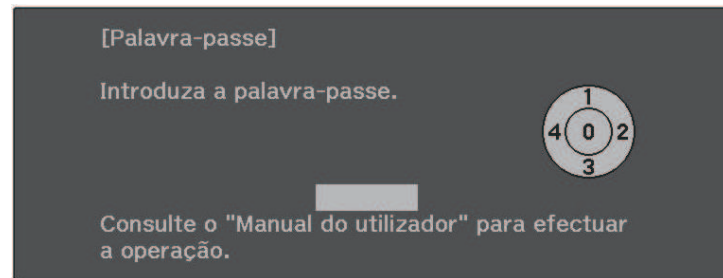 [Palavra-passe]
Introduza a palavra-passe.
1
4 0 2
3
Consulte o "Manual do utilizador" para efectuar
a operação.